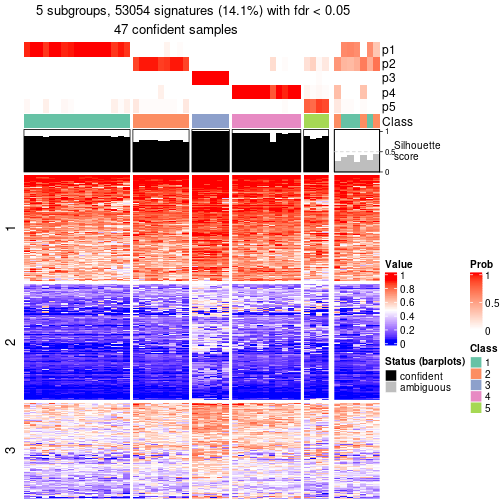 5 subgroups, 53054 signatures (14.1%) with fdr < 0.05
47 confident samples
p1
p2
p3
p4
p5
Class
1
0.5
0
Silhouette
score
1
2
3
Value
1
0.8
0.6
0.4
0.2
0
Status (barplots)
confident
ambiguous
Prob
1
0.5
0
Class
1
2
3
4
5